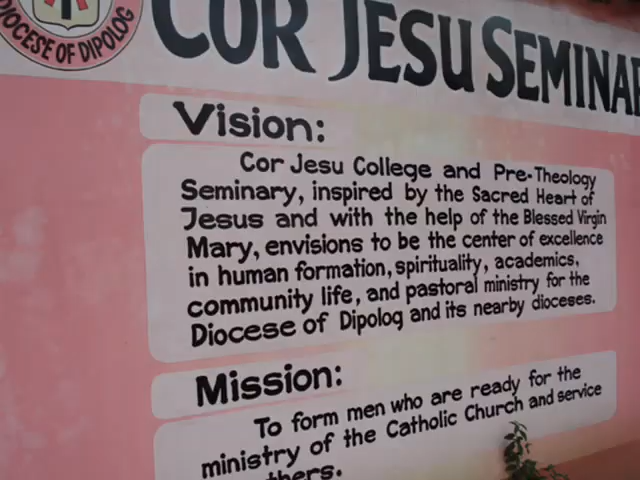 DIOCESE OF DIPOLOG
COR JESU SEMINAR
Vision:
Cor Jesu College and Pre-Theology
Seminary, inspired by the Sacred Heart of
Jesus and with the help of the Blessed Virgin
Mary, envisions to be the center of excellence
in human formation, spirituality, academics,
community life, and pastoral ministry for the
Diocese of Dipolog and its nearby dioceses.
Mission:
To form men who are ready for the
ministry of the Catholic Church and service
thers.